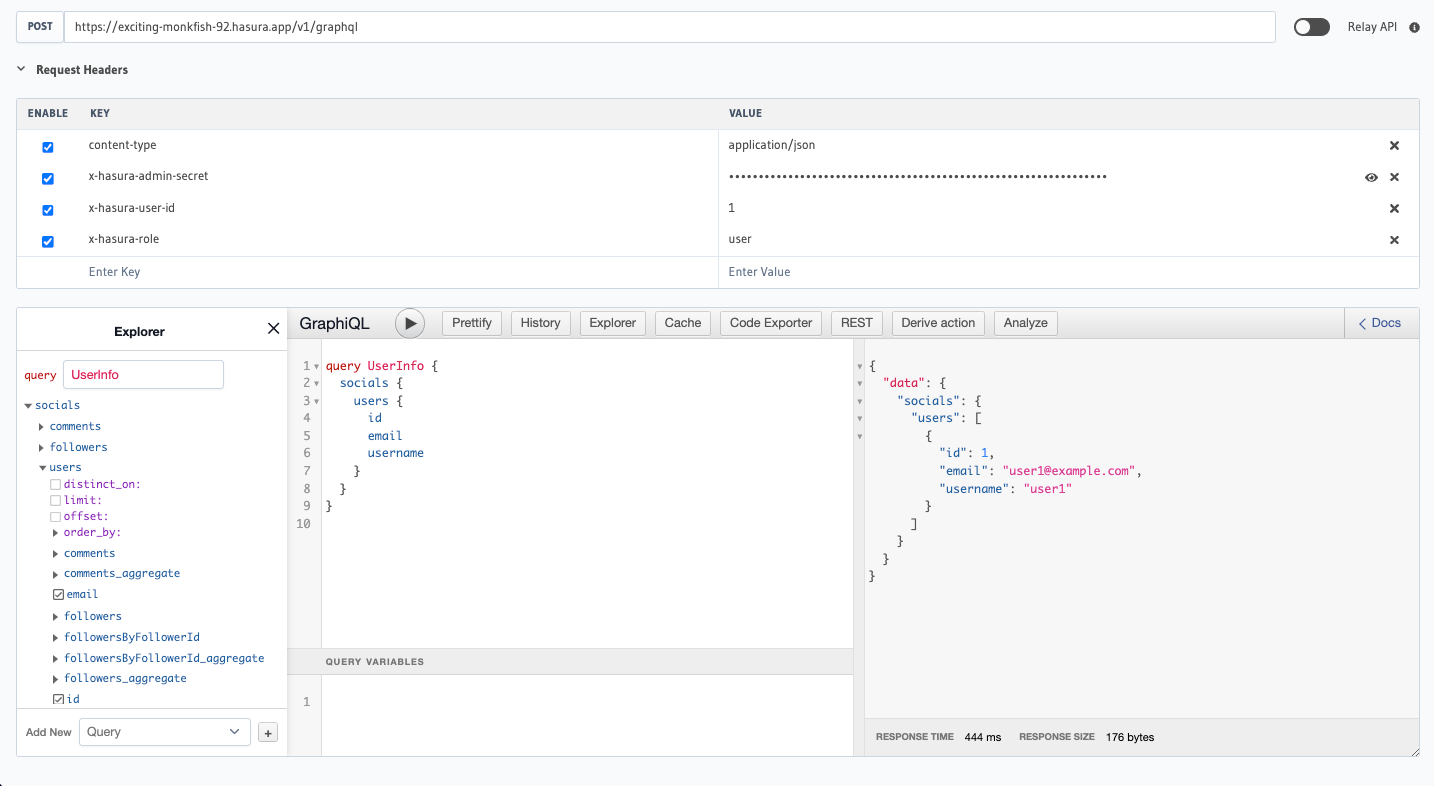 POST https://exciting-monkfish-92.hasura.app/v1/graphql Relay API
Request Headers
ENABLE KEY VALUE
content-type application/json
x-hasura-admin-secret ••••••••••••••••••••••••••••••••••••••••••••••••••••••••••••••••
x-hasura-user-id 1
x-hasura-role user
Enter Key Enter Value
Explorer
query UserInfo
socials
comments
followers
users
distinct_on:
limit:
offset:
order_by:
comments
comments_aggregate
email
followers
followersByFollowerId
followersByFollowerId_aggregate
followers_aggregate
id
Add New Query +
GraphiQL Prettify History Explorer Cache Code Exporter REST Derive action Analyze Docs
1 query UserInfo {
2 socials {
3 users {
4 id
5 email
6 username
7 }
8 }
9 }
10
QUERY VARIABLES
1
{
"data": {
"socials": {
"users": [
{
"id": 1,
"email": "user1@example.com",
"username": "user1"
}
]
}
}
}
RESPONSE TIME 444 ms RESPONSE SIZE 176 bytes